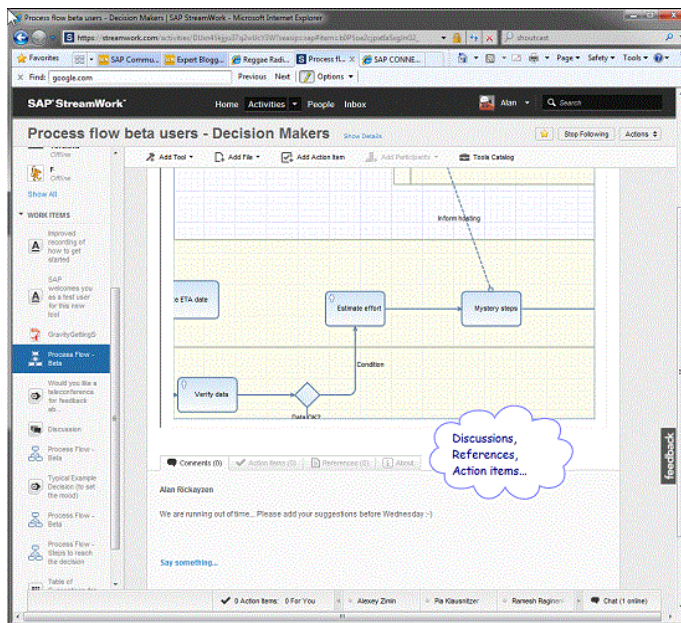 Process flow beta users - Decision Makers | SAP StreamWork - Microsoft Internet Explorer
Favorites
SAP Commu...
Expert Blogg...
Reggae Radi...
Process fl...
SAP CONNE...
Page
Safety
Tools
Find: google.com
Previous Next
Options
SAP StreamWork
Home Activities People Inbox
Alan
Search
Process flow beta users - Decision Makers
Show Details
Stop Following
Actions
Offline
F
Offline
Show All
WORK ITEMS
Improved
recording of
how to get
started
SAP
welcomes you
as a test user
for this new
tool
GravityGettingS
Process Flow -
Beta
Would you like a
teleconference
for feedback
ab...
Discussion
Process Flow -
Beta
Typical Example
Decision (to set
the mood)
Process Flow -
Beta
Process Flow -
Steps to reach
the decision
Table of
Add Tool
Add File
Add Action Item
Add Participants
Tools Catalog
Inform hosting
e ETA date
Estimate effort
Mystery steps
Condition
Verify data
Data OK?
Discussions,
References,
Action items...
feedback
Comments (0)
Action Items (0)
References (0)
About
Alan Rickayzen
We are running out of time... Please add your suggestions before Wednesday :-)
Say something...
0 Action Items: 0 For You
Alexey Zimin
Pia Klausnitzer
Ramesh Raginer
Chat (1 online)